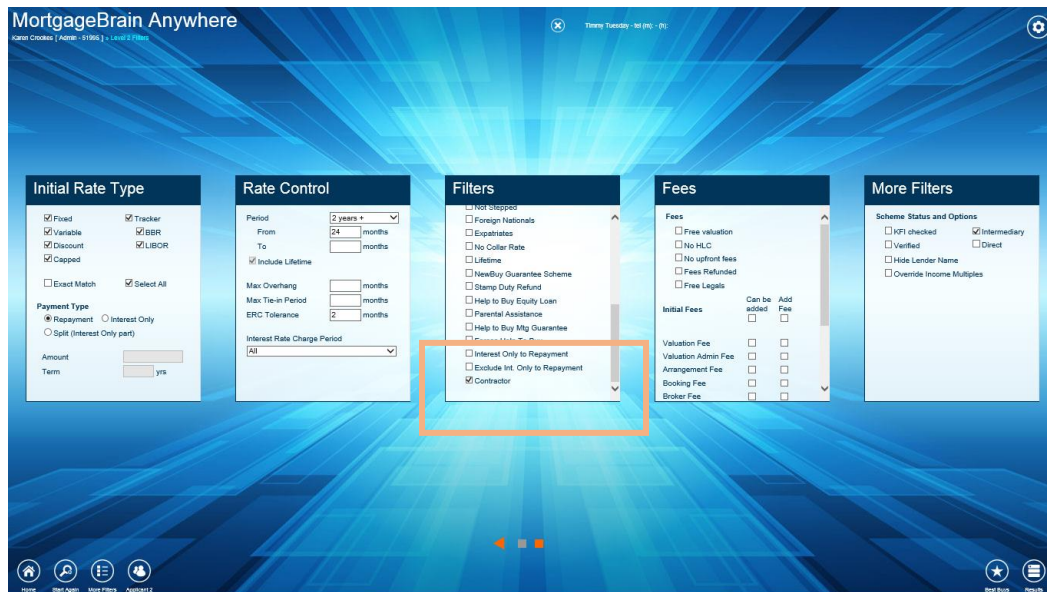 MortgageBrain Anywhere
Karen Crookes [ Admin - 51995 ] » Level 2 Filters
Timmy Tuesday - tel (m): - (h):
Initial Rate Type
Fixed Tracker
Variable BBR
Discount LIBOR
Capped
Exact Match Select All
Payment Type
Repayment Interest Only
Split (Interest Only part)
Amount
Term yrs
Rate Control
Period 2 years +
From 24 months
To months
Include Lifetime
Max Overhang months
Max Tie-in Period months
ERC Tolerance 2 months
Interest Rate Charge Period
All
Filters
Not Stepped
Foreign Nationals
Expatriates
No Collar Rate
Lifetime
NewBuy Guarantee Scheme
Stamp Duty Refund
Help to Buy Equity Loan
Parental Assistance
Help to Buy Mtg Guarantee
Interest Only to Repayment
Exclude Int. Only to Repayment
Contractor
Fees
Fees
Free valuation
No HLC
No upfront fees
Fees Refunded
Free Legals
Can be Add
Initial Fees added Fee
Valuation Fee
Valuation Admin Fee
Arrangement Fee
Booking Fee
Broker Fee
More Filters
Scheme Status and Options
KFI checked Intermediary
Verified Direct
Hide Lender Name
Override Income Multiples
Home Start Again More Filters Applicant 2
Best Buys Results